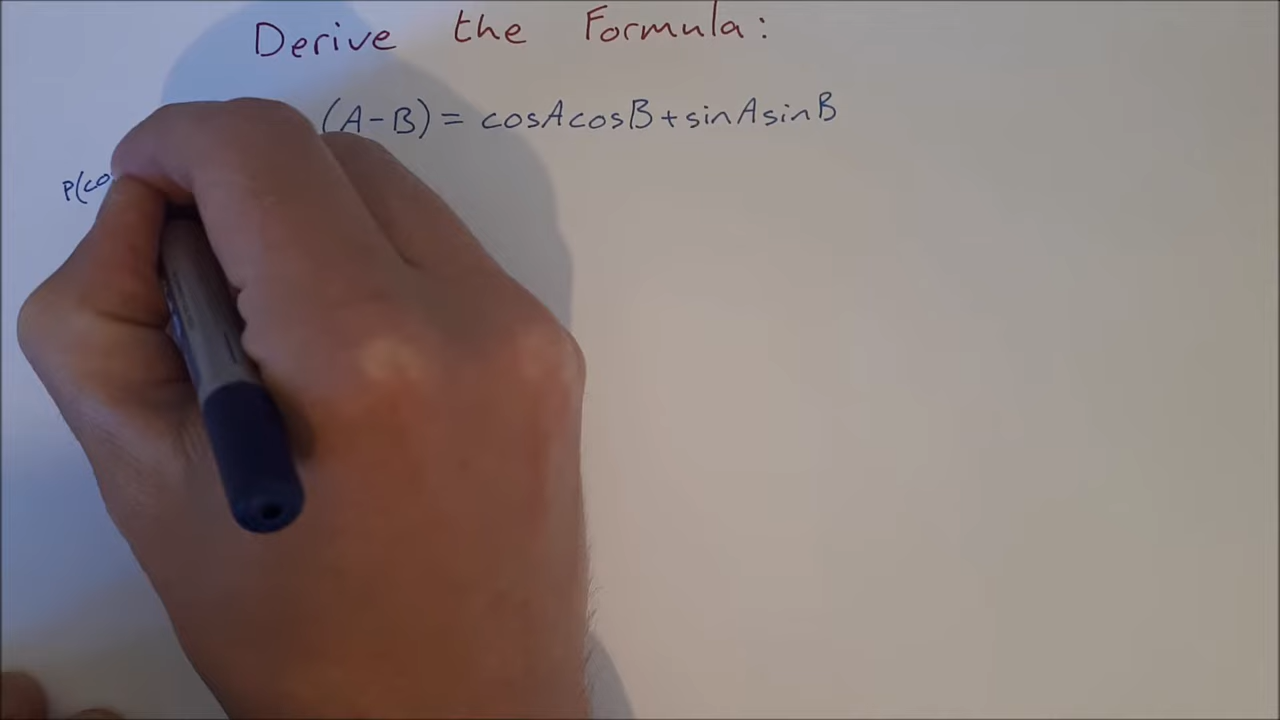 Derive the Formula:
(A-B) = cosAcosB+sinAsinB
P(co